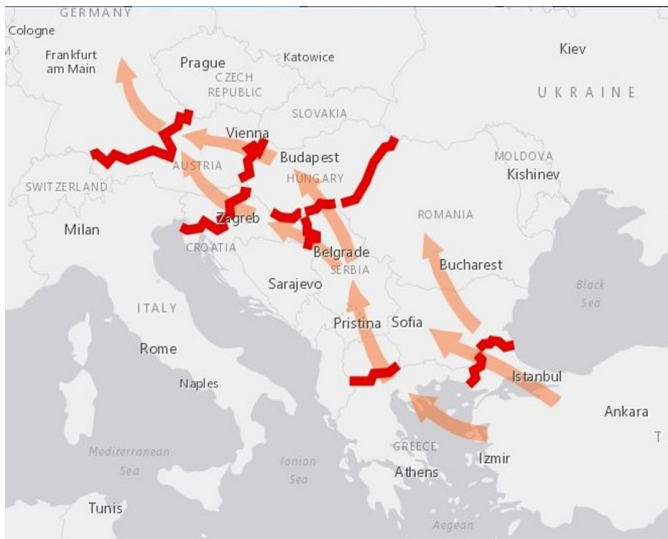 GERMANY
Cologne
Frankfurt
am Main
Prague
Katowice
Kiev
CZECH
REPUBLIC
UKRAINE
SLOVAKIA
Vienna
Budapest
MOLDOVA
Kishinev
AUSTRIA
HUNGARY
SWITZERLAND
Milan
Zagreb
ROMANIA
CROATIA
Belgrade
SERBIA
Bucharest
Sarajevo
Black
Sea
ITALY
Pristina
Sofia
Rome
Naples
Istanbul
Ankara
T
Mediterranean
Sea
Ionian
Sea
GREECE
Izmir
Athens
Tunis
Aegean